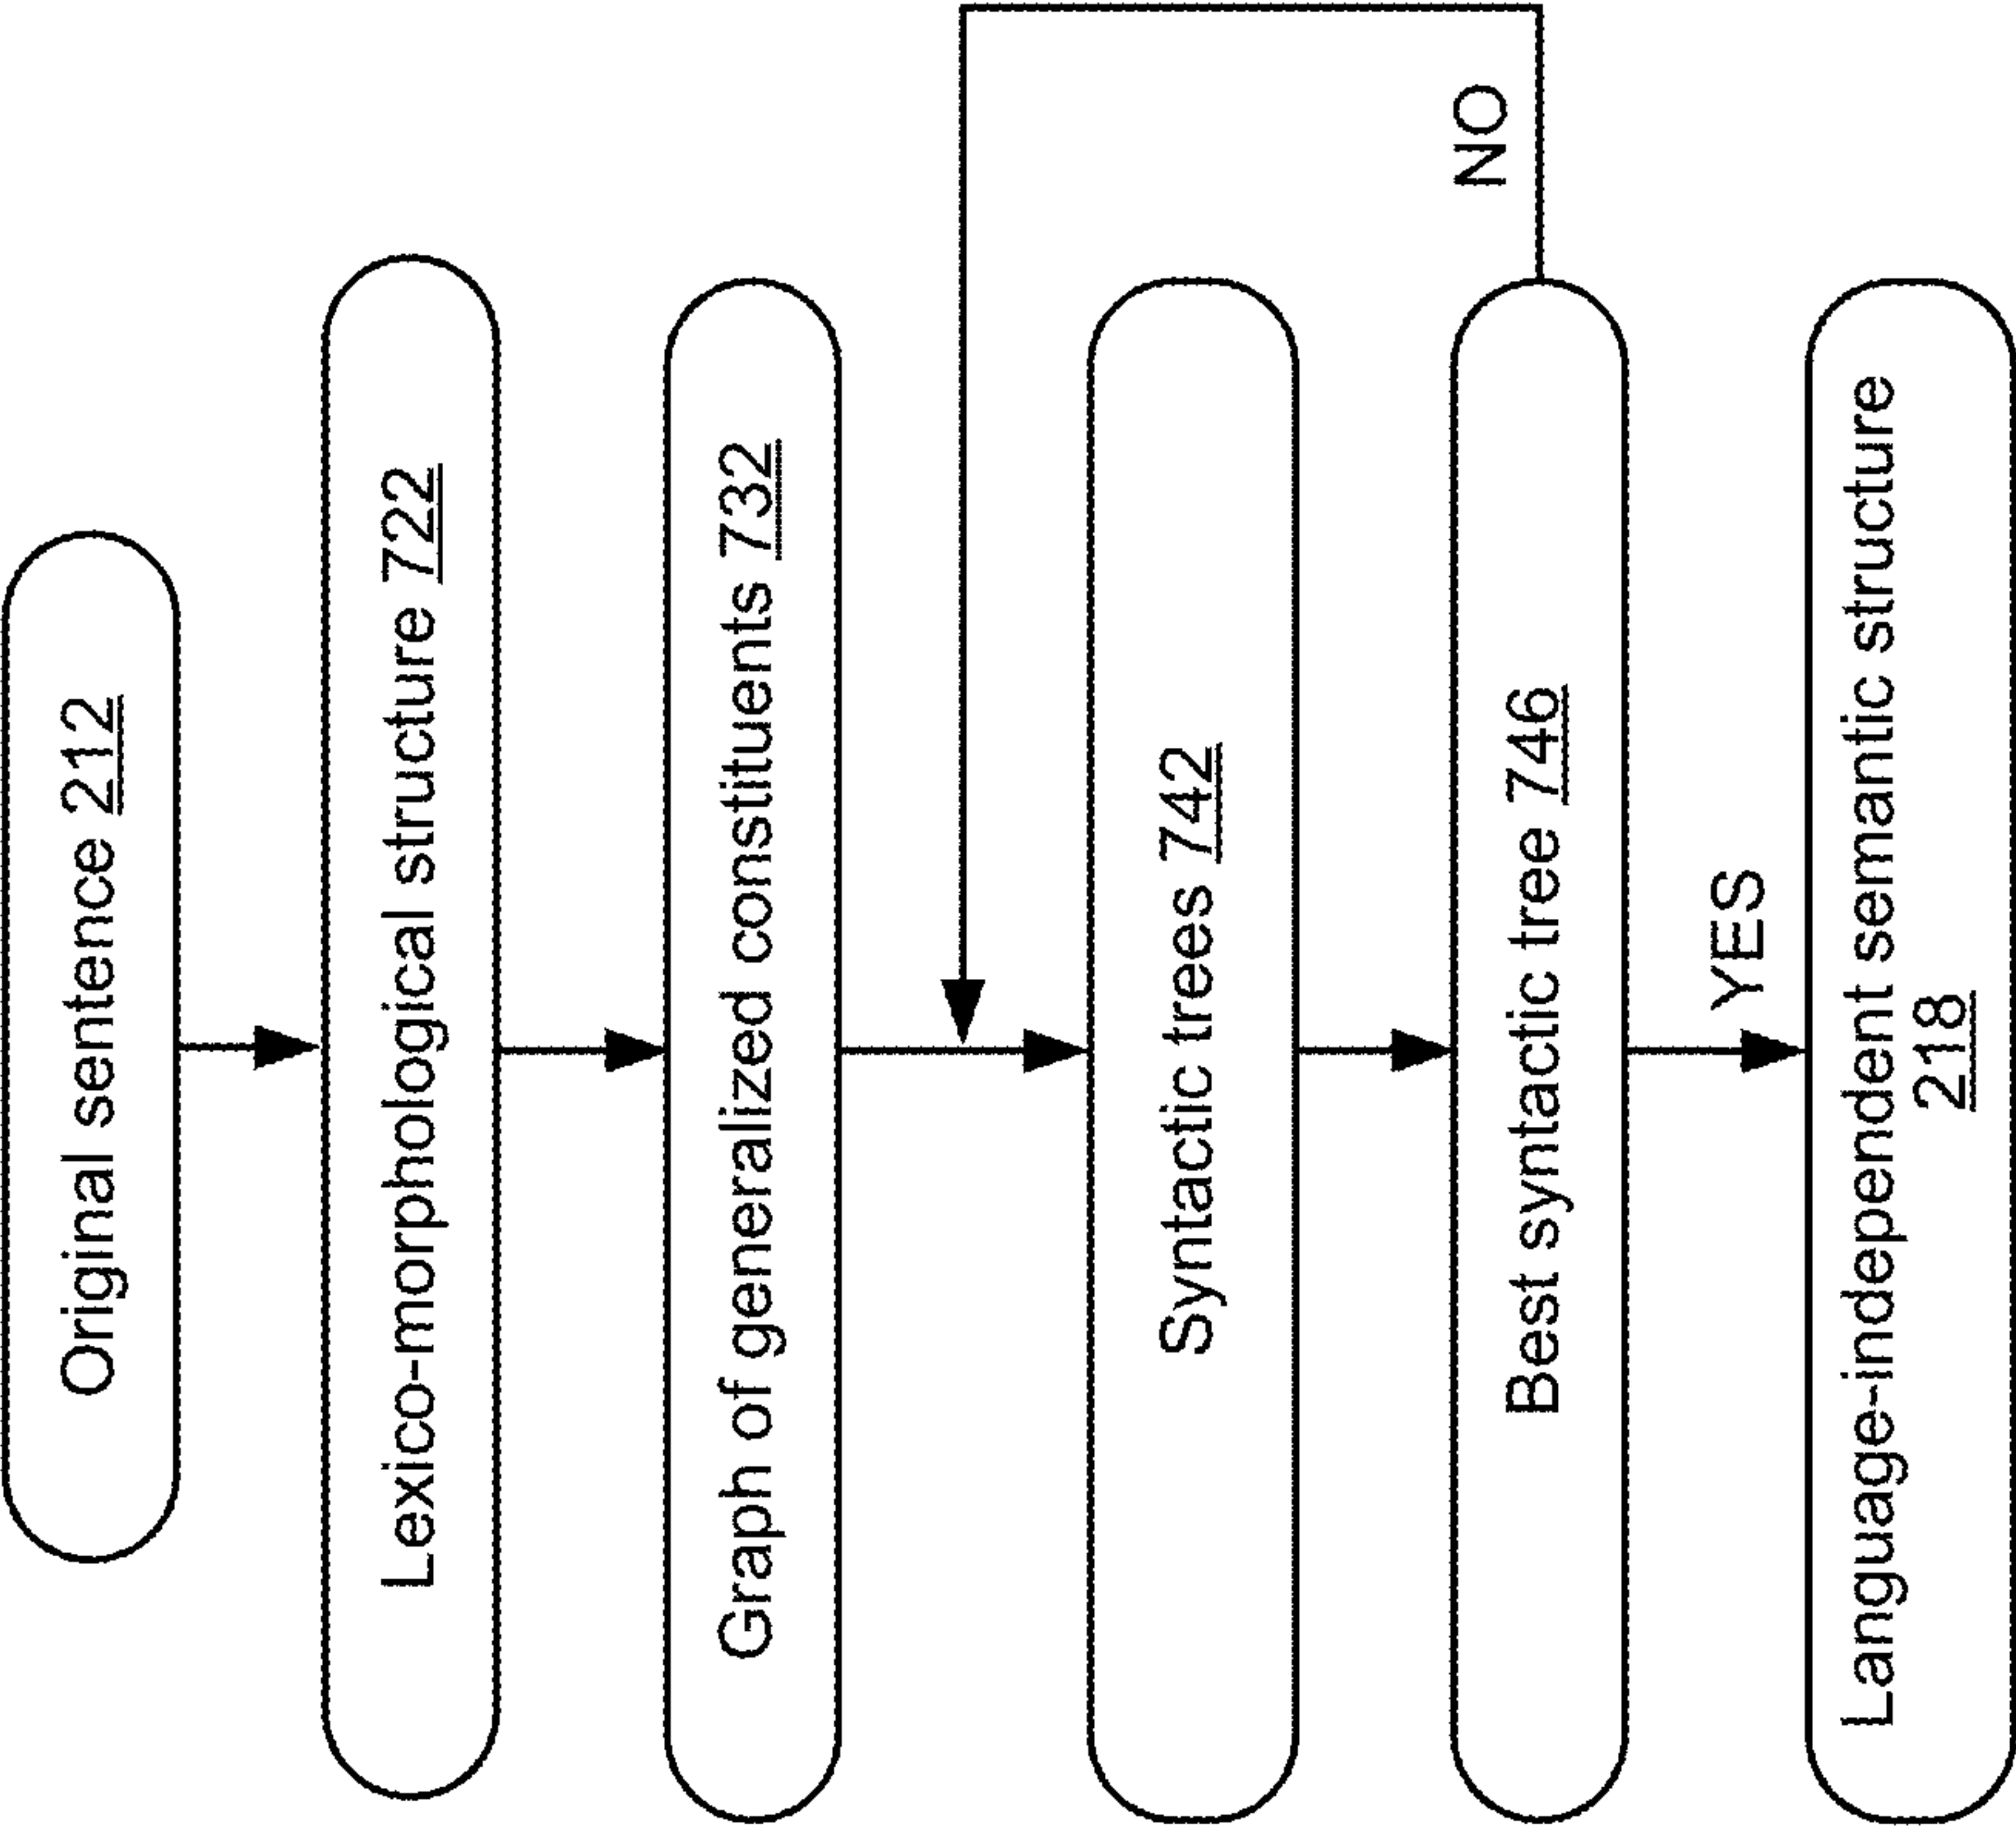 Original sentence 212
Lexico-morphological structure 722
Graph of generalized constituents 732
Syntactic trees 742
Best syntactic tree 746
NO
YES
Language-independent semantic structure
218